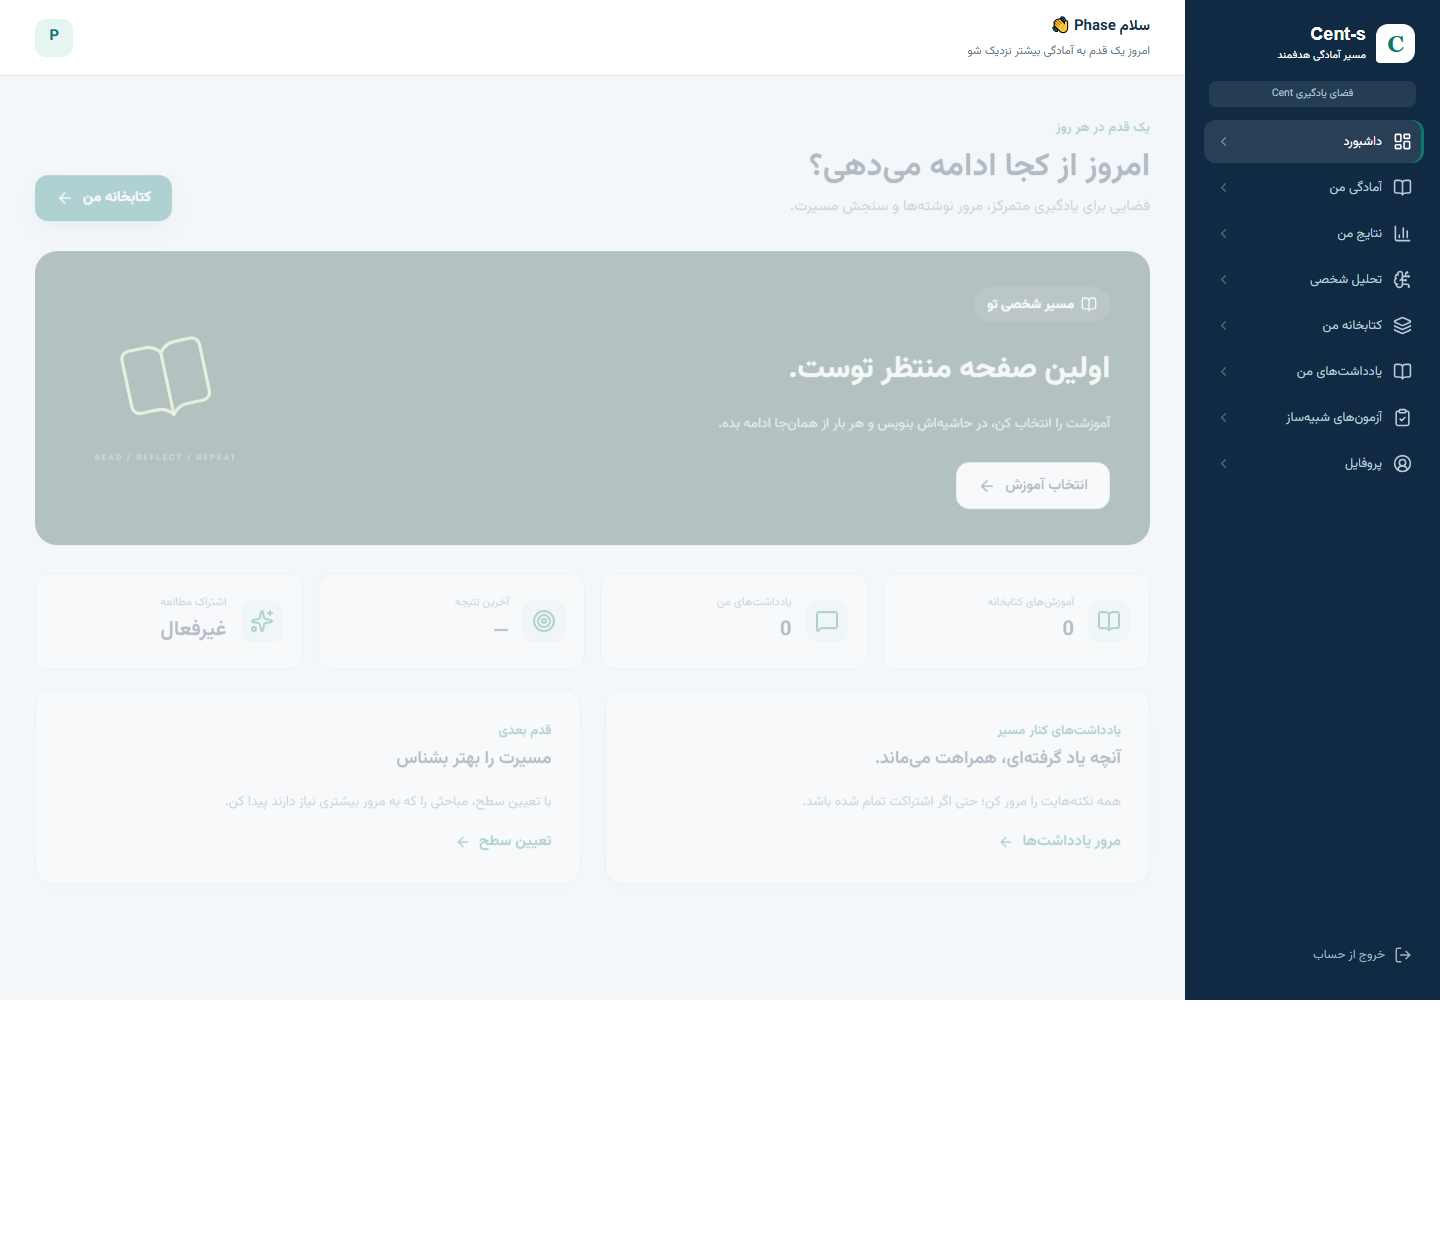 Cent-s
مسیر آمادگی هدفمند
فضای یادگیری Cent
داشبورد
آمادگی من
نتایج من
تحلیل شخصی
کتابخانه من
یادداشت‌های من
آزمون‌های شبیه‌ساز
پروفایل
خروج از حساب
سلام Phase 👋
امروز یک قدم به آمادگی بیشتر نزدیک شو
P
یک قدم در هر روز
امروز از کجا ادامه می‌دهی؟
فضایی برای یادگیری متمرکز، مرور نوشته‌ها و سنجش مسیرت.
کتابخانه من
مسیر شخصی تو
اولین صفحه منتظر توست.
آموزشت را انتخاب کن، در حاشیه‌اش بنویس و هر بار از همان‌جا ادامه بده.
انتخاب آموزش
READ / REFLECT / REPEAT
آموزش‌های کتابخانه
0
یادداشت‌های من
0
آخرین نتیجه
—
اشتراک مطالعه
غیرفعال
یادداشت‌های کنار مسیر
آنچه یاد گرفته‌ای، همراهت می‌ماند.
همه نکته‌هایت را مرور کن؛ حتی اگر اشتراکت تمام شده باشد.
مرور یادداشت‌ها
قدم بعدی
مسیرت را بهتر بشناس
با تعیین سطح، مباحثی را که به مرور بیشتری نیاز دارند پیدا کن.
تعیین سطح